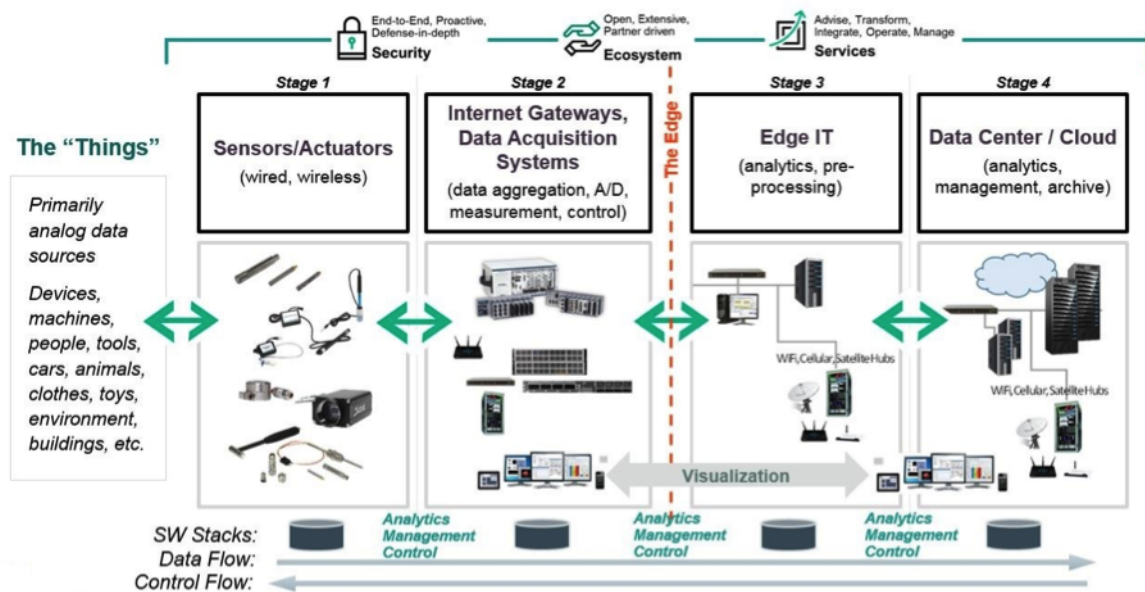 End-to-End, Proactive,
Defense-in-depth
Security
Open, Extensive,
Partner driven
Ecosystem
Advise, Transform,
Integrate, Operate, Manage
Services
Stage 1
Stage 2
Stage 3
Stage 4
The "Things"
Primarily
analog data
sources
Devices,
machines,
people, tools,
cars, animals,
clothes, toys,
environment,
buildings, etc.
Sensors/Actuators
(wired, wireless)
Internet Gateways,
Data Acquisition
Systems
(data aggregation, A/D,
measurement, control)
The Edge
Edge IT
(analytics, pre-
processing)
Data Center / Cloud
(analytics,
management, archive)
WiFi, Cellular, Satellite Hubs
WiFi, Cellular, Satellite Hubs
Visualization
SW Stacks:
Analytics
Management
Control
Analytics
Management
Control
Analytics
Management
Control
Data Flow:
Control Flow: